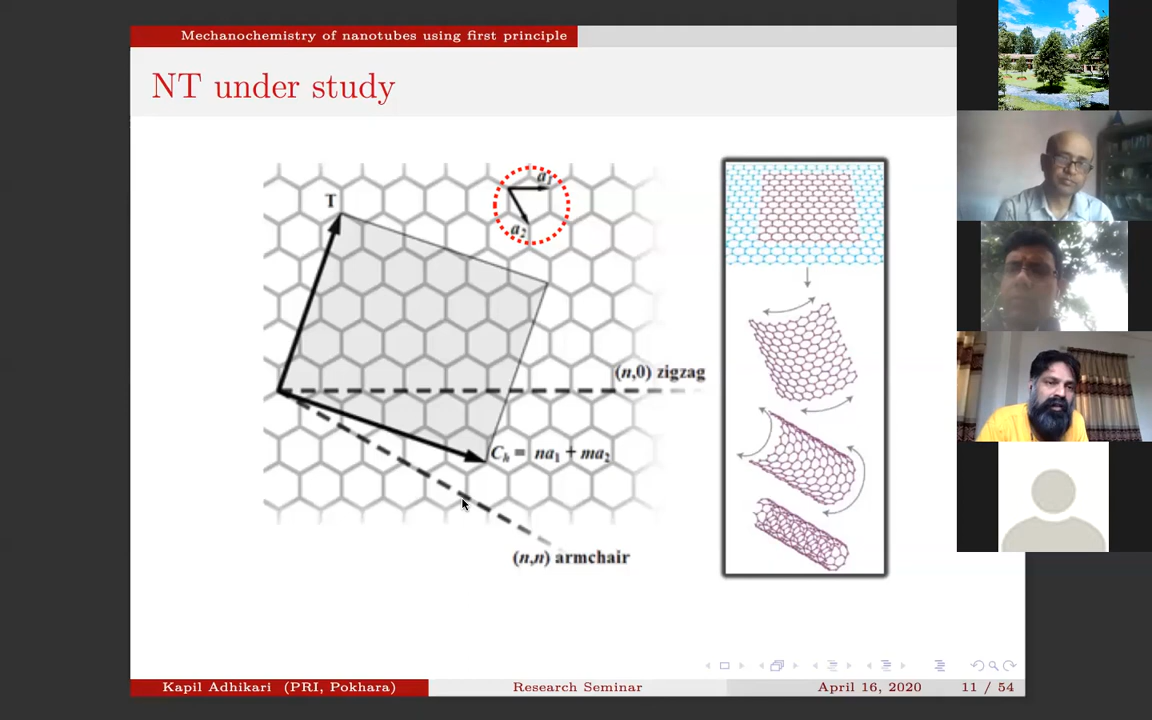 Mechanochemistry of nanotubes using first principle
NT under study
T
a₁
a₂
(n,0) zigzag
Cₕ = na₁ + ma₂
(n,n) armchair
Kapil Adhikari (PRI, Pokhara)
Research Seminar
April 16, 2020
11 / 54